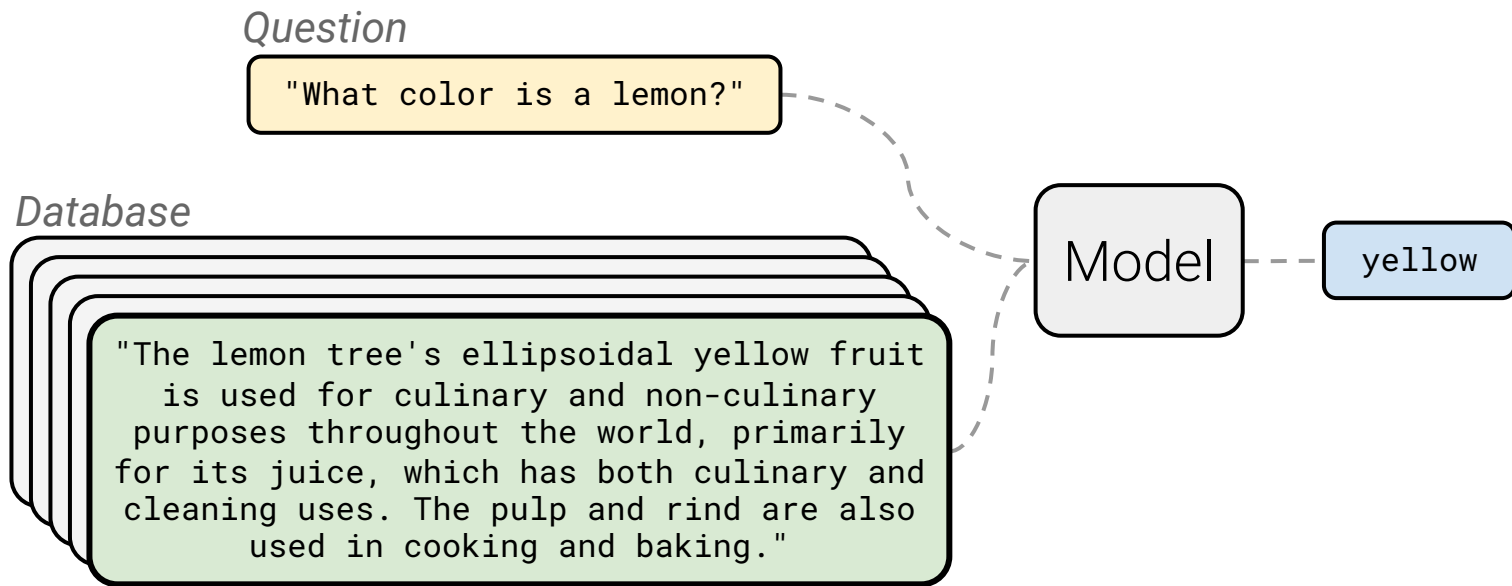 Question
"What color is a lemon?"
Database
"The lemon tree's ellipsoidal yellow fruit
is used for culinary and non-culinary
purposes throughout the world, primarily
for its juice, which has both culinary and
cleaning uses. The pulp and rind are also
used in cooking and baking."
Model
yellow